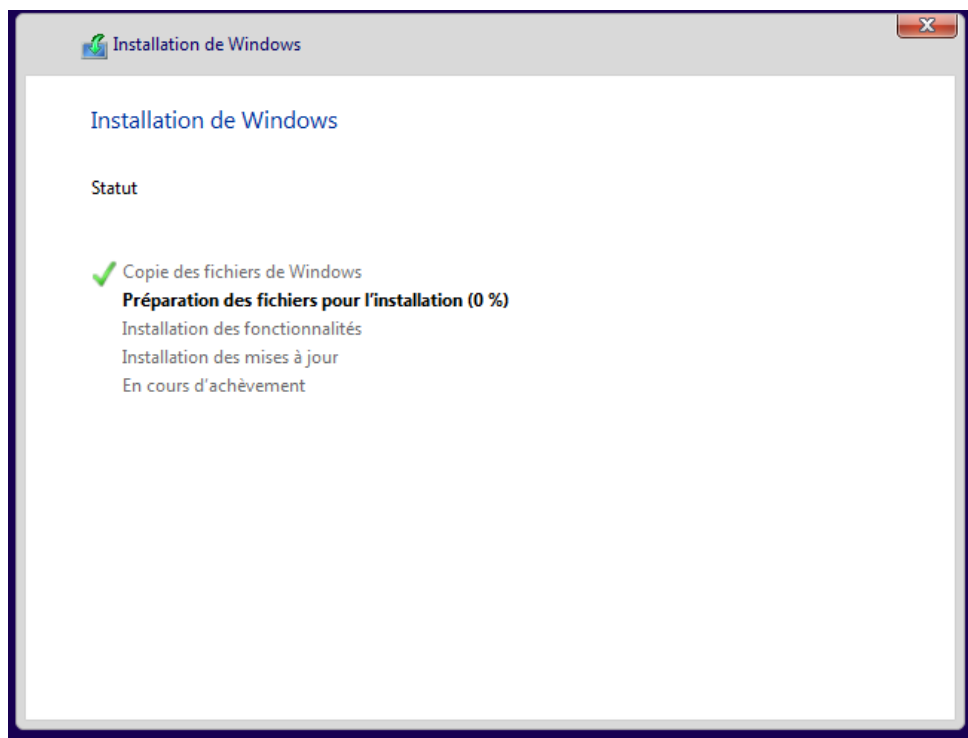 Installation de Windows
Installation de Windows
Statut
Copie des fichiers de Windows
Préparation des fichiers pour l'installation (0 %)
Installation des fonctionnalités
Installation des mises à jour
En cours d'achèvement